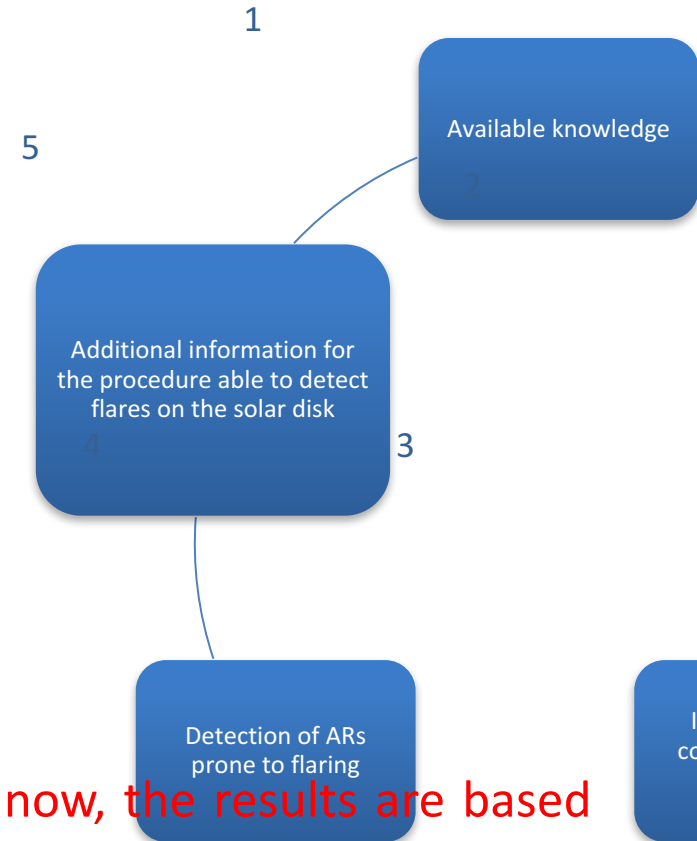 1
Available knowledge
5
2
Additional information for
the procedure able to detect
flares on the solar disk
4
3
Detection of ARs
prone to flaring
now, the results are based